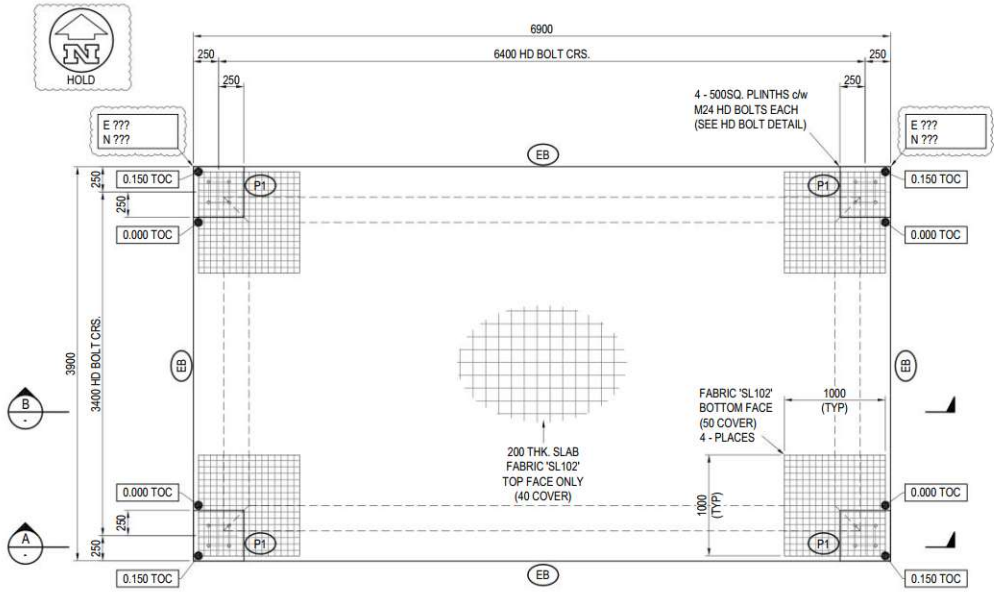 N
HOLD
6900
250
6400 HD BOLT CRS.
250
250
250
4 - 500SQ. PLINTHS c/w
M24 HD BOLTS EACH
(SEE HD BOLT DETAIL)
E ???
N ???
E ???
N ???
EB
250
0.150 TOC
P1
P1
0.150 TOC
250
0.000 TOC
0.000 TOC
3900
3400 HD BOLT CRS.
EB
EB
B
-
FABRIC 'SL102'
BOTTOM FACE
(50 COVER)
4 - PLACES
1000
(TYP)
200 THK. SLAB
FABRIC 'SL102'
TOP FACE ONLY
(40 COVER)
1000
(TYP)
0.000 TOC
0.000 TOC
250
A
-
P1
P1
250
0.150 TOC
EB
0.150 TOC